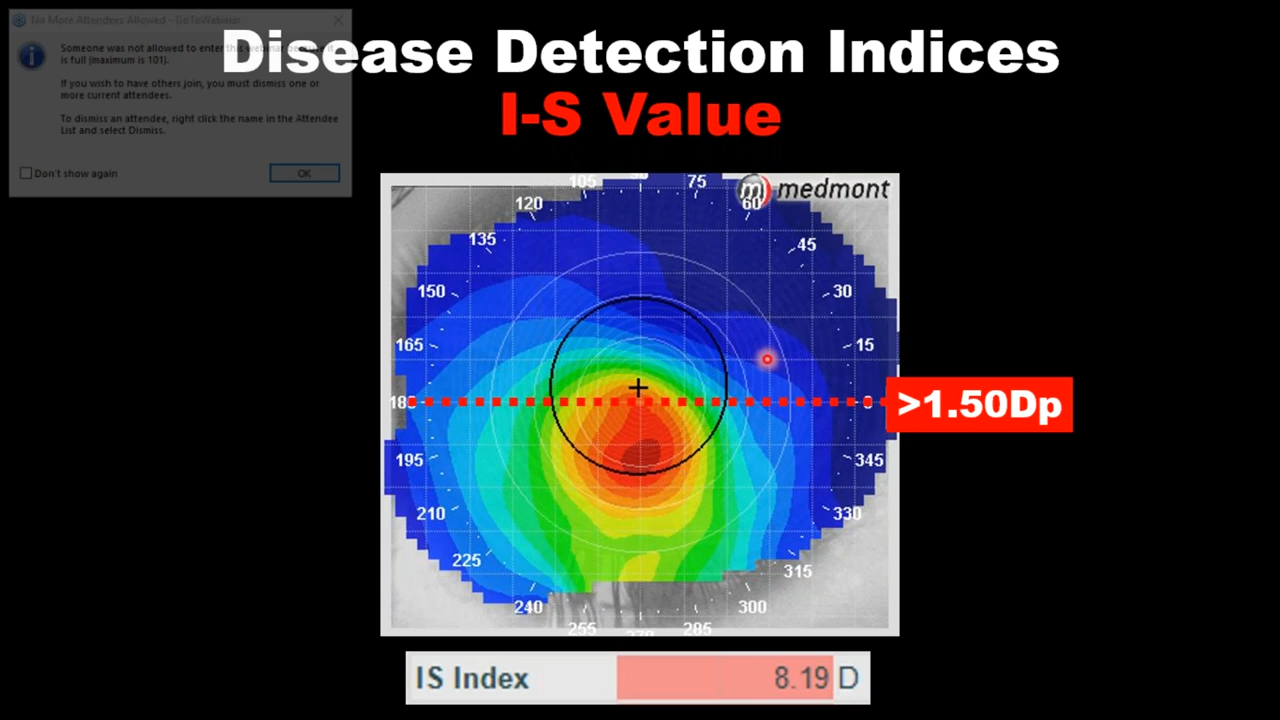 No More Attendees Allowed - GoToWebinar
Someone was not allowed to enter this webinar because it
is full (maximum is 101).
If you wish to have others join, you must dismiss one or
more current attendees.
To dismiss an attendee, right click the name in the Attendee
List and select Dismiss.
Don't show again
OK
Disease Detection Indices
I-S Value
medmont
105
75
120
60
135
45
150
30
165
15
180
0
>1.50Dp
195
345
210
330
225
315
240
300
255
270
285
IS Index
8.19 D